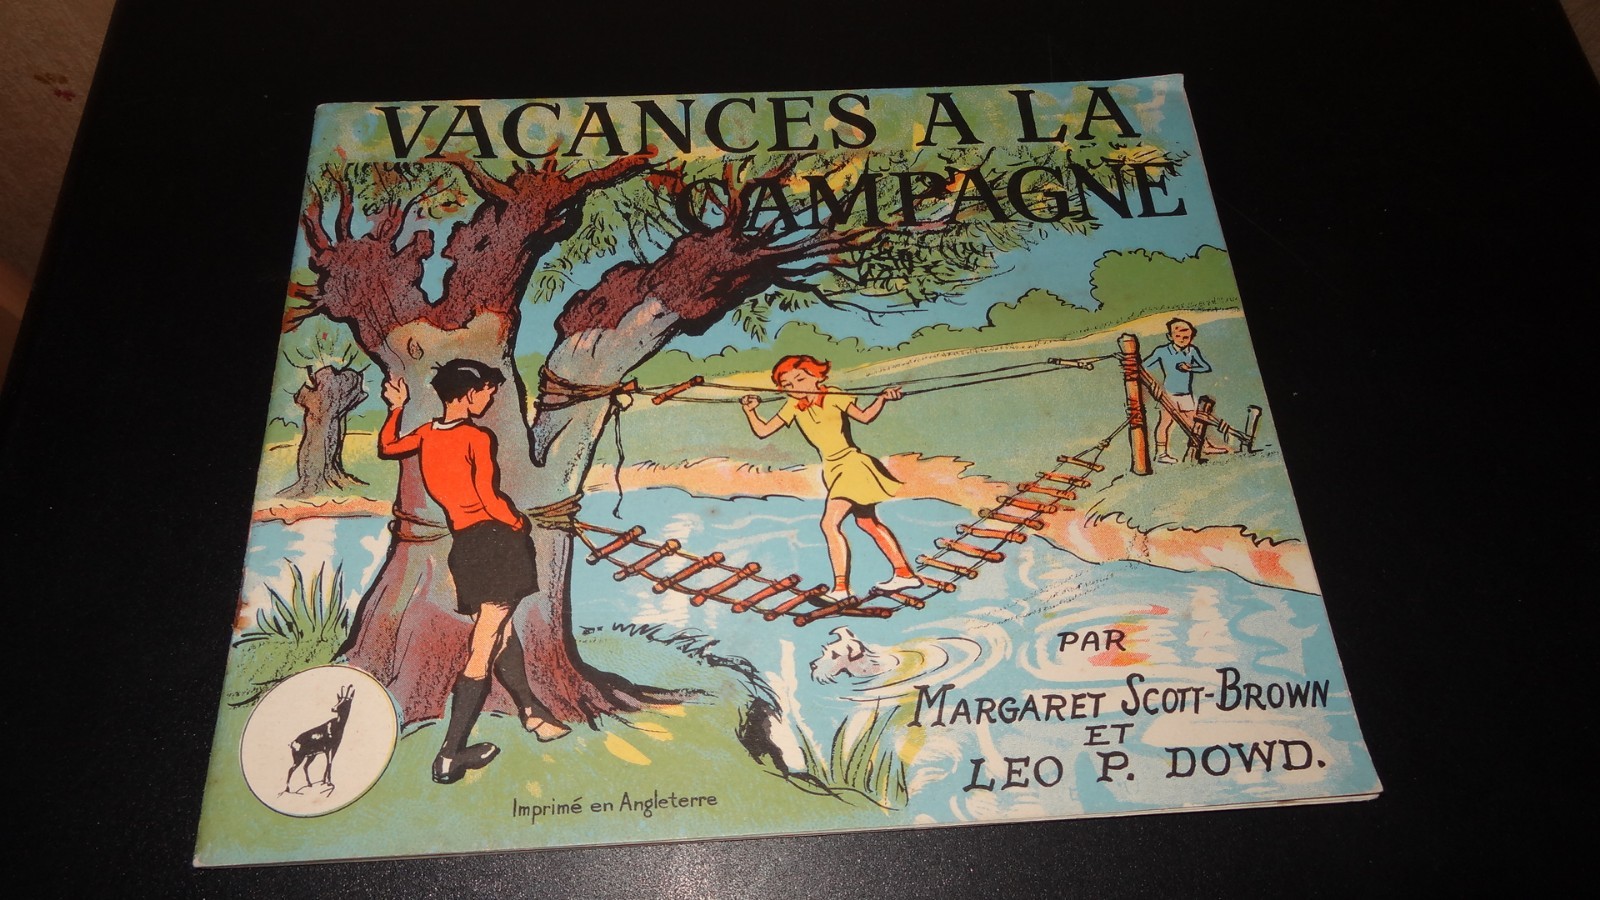 VACANCES A LA
CAMPAGNE
PAR
MARGARET SCOTT-BROWN
ET
LEO P. DOWD.
Imprimé en Angleterre